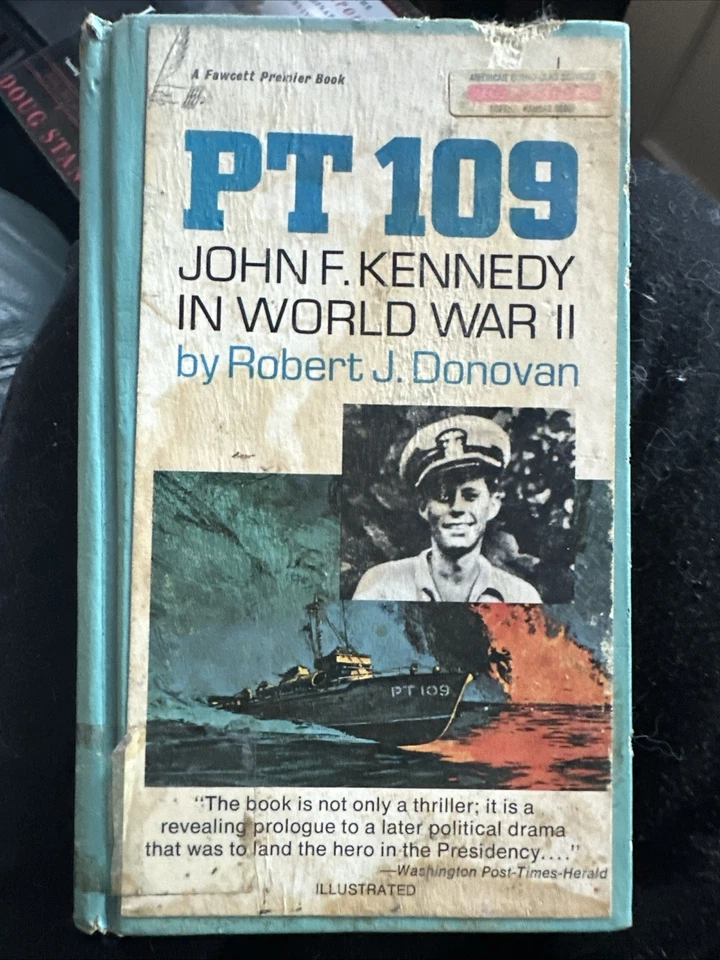 A Fawcett Premier Book
PT 109
JOHN F. KENNEDY
IN WORLD WAR II
by Robert J. Donovan
PT 109
"The book is not only a thriller; it is a
revealing prologue to a later political drama
that was to land the hero in the Presidency...."
—Washington Post-Times-Herald
ILLUSTRATED
DOUG STAN